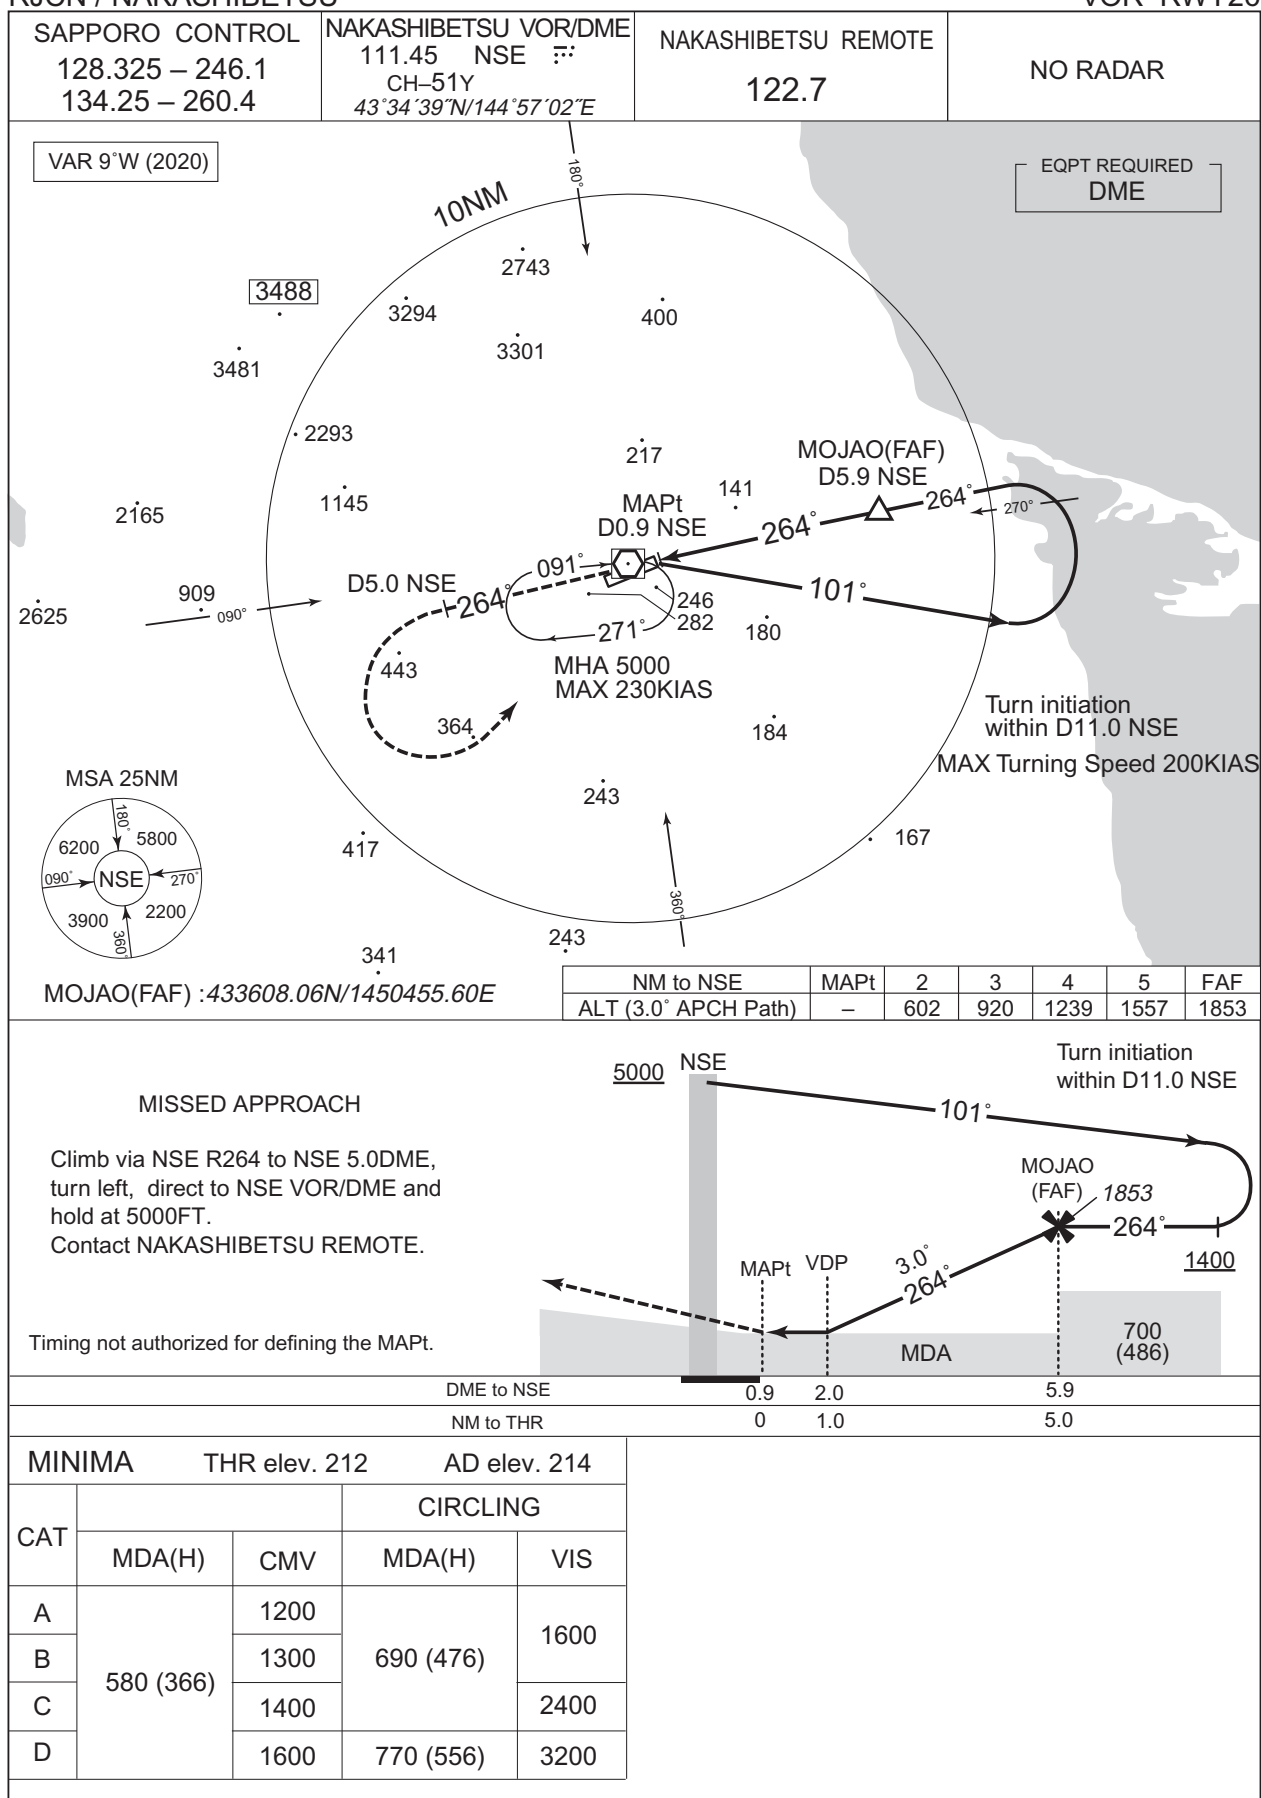 SAPPORO CONTROL
128.325 – 246.1
134.25 – 260.4
NAKASHIBETSU VOR/DME
111.45 NSE
CH–51Y
43°34´39˝N/144°57´02˝E
NAKASHIBETSU REMOTE
122.7
NO RADAR
VAR 9°W (2020)
EQPT REQUIRED
DME
180°
10NM
2743
3488
3294
400
3301
3481
2293
217
MOJAO(FAF)
D5.9 NSE
141
1145
2165
MAPt
D0.9 NSE
264°
270°
264°
091°
D5.0 NSE
264°
101°
909
090°
2625
246
282
271°
180
443
MHA 5000
MAX 230KIAS
364
184
Turn initiation
within D11.0 NSE
MAX Turning Speed 200KIAS
243
MSA 25NM
180°
6200
5800
090°
NSE
270°
3900
2200
360°
417
167
360°
243
341
MOJAO(FAF) :433608.06N/1450455.60E
NM to NSE MAPt 2 3 4 5 FAF
ALT (3.0° APCH Path) – 602 920 1239 1557 1853
MISSED APPROACH
Climb via NSE R264 to NSE 5.0DME,
turn left, direct to NSE VOR/DME and
hold at 5000FT.
Contact NAKASHIBETSU REMOTE.
Timing not authorized for defining the MAPt.
5000
NSE
Turn initiation
within D11.0 NSE
101°
MOJAO
(FAF)
1853
264°
1400
MAPt
VDP
3.0°
264°
MDA
700
(486)
DME to NSE 0.9 2.0 5.9
NM to THR 0 1.0 5.0
MINIMA THR elev. 212 AD elev. 214
CAT
CIRCLING
MDA(H) CMV MDA(H) VIS
A 1200
1600
B 1300 690 (476)
580 (366)
C 1400 2400
D 1600 770 (556) 3200